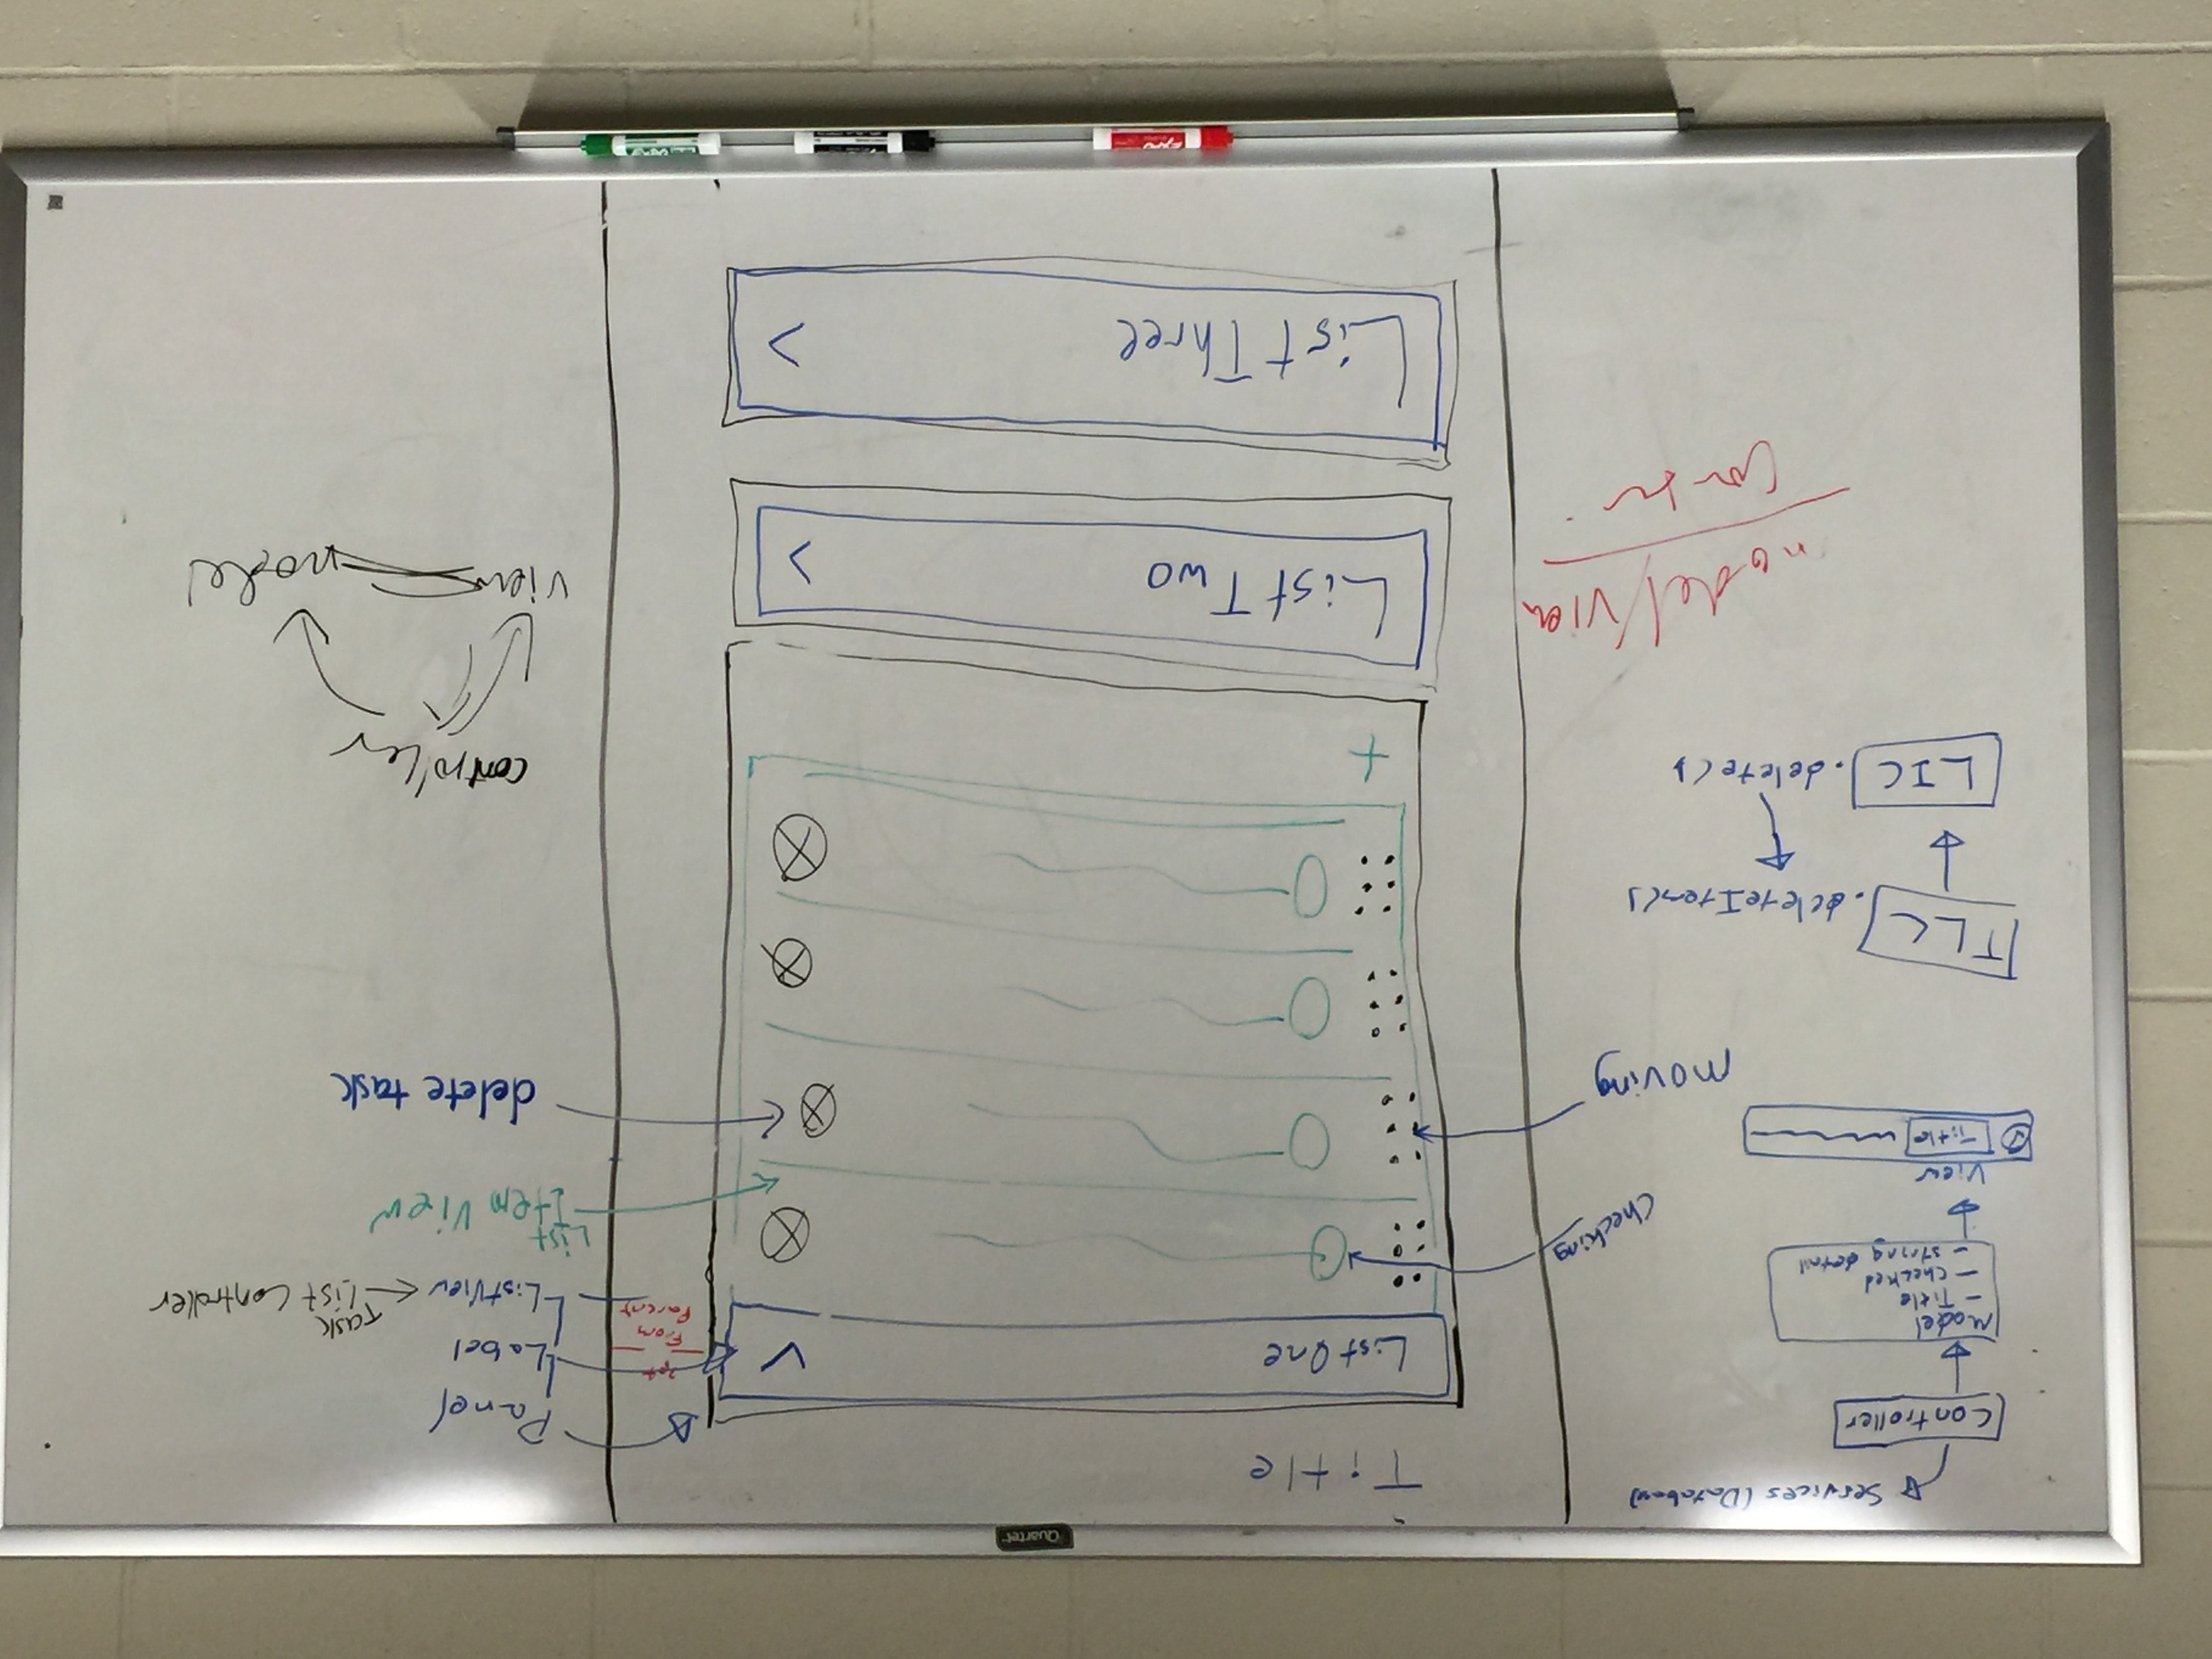 Quartet
Services (Database)
Controller
Model
- Title
- Checked
- string detail
View
Title
Checking
moving
TLC
.deleteItem()
LIC
.delete()
model/view
Title
List One
List Two
>
List Three
>
+
Panel
Label
ListView
Task
List Controller
From
Parent
List
Item View
delete task
controller
view
model
EXPO